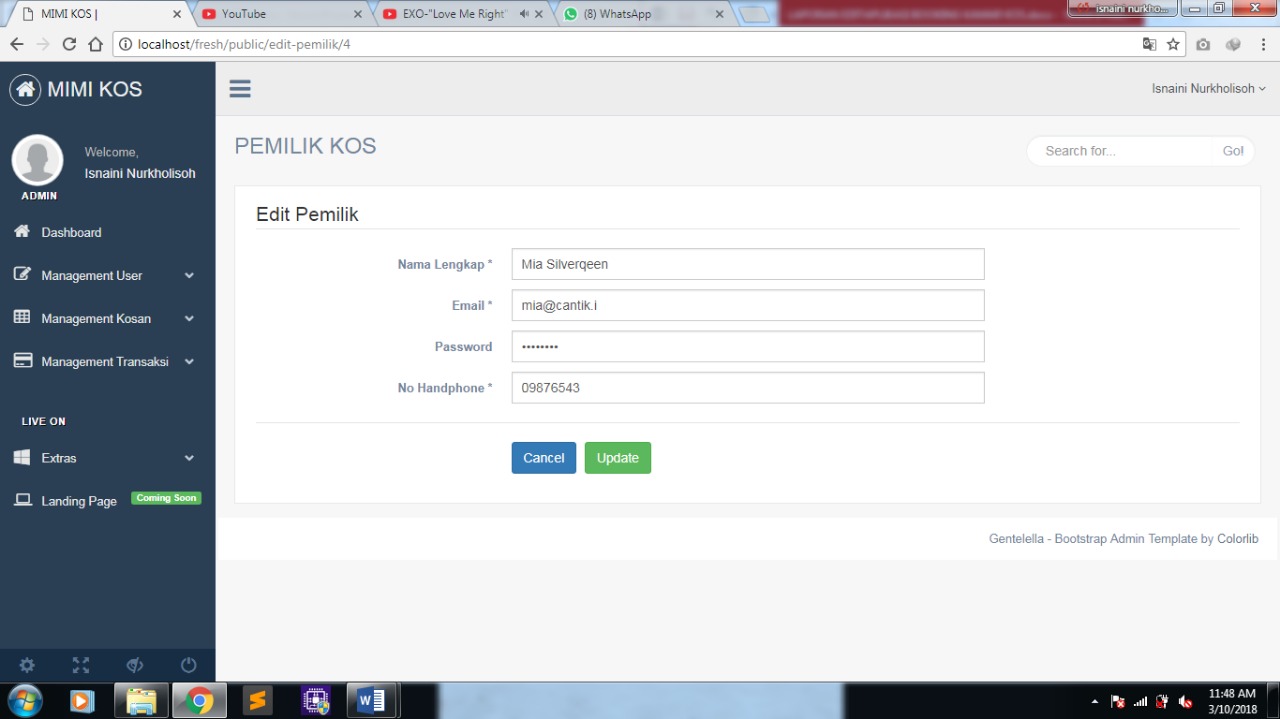 MIMI KOS |
YouTube
EXO-"Love Me Right"
(8) WhatsApp
isnaini nurkho...
localhost/fresh/public/edit-pemilik/4
MIMI KOS
Isnaini Nurkholisoh
Welcome,
Isnaini Nurkholisoh
ADMIN
PEMILIK KOS
Search for...
Go!
Dashboard
Management User
Management Kosan
Management Transaksi
LIVE ON
Extras
Landing Page
Coming Soon
Edit Pemilik
Nama Lengkap *
Mia Silverqeen
Email *
mia@cantik.i
Password
••••••••
No Handphone *
09876543
Cancel
Update
Gentelella - Bootstrap Admin Template by Colorlib
11:48 AM
3/10/2018